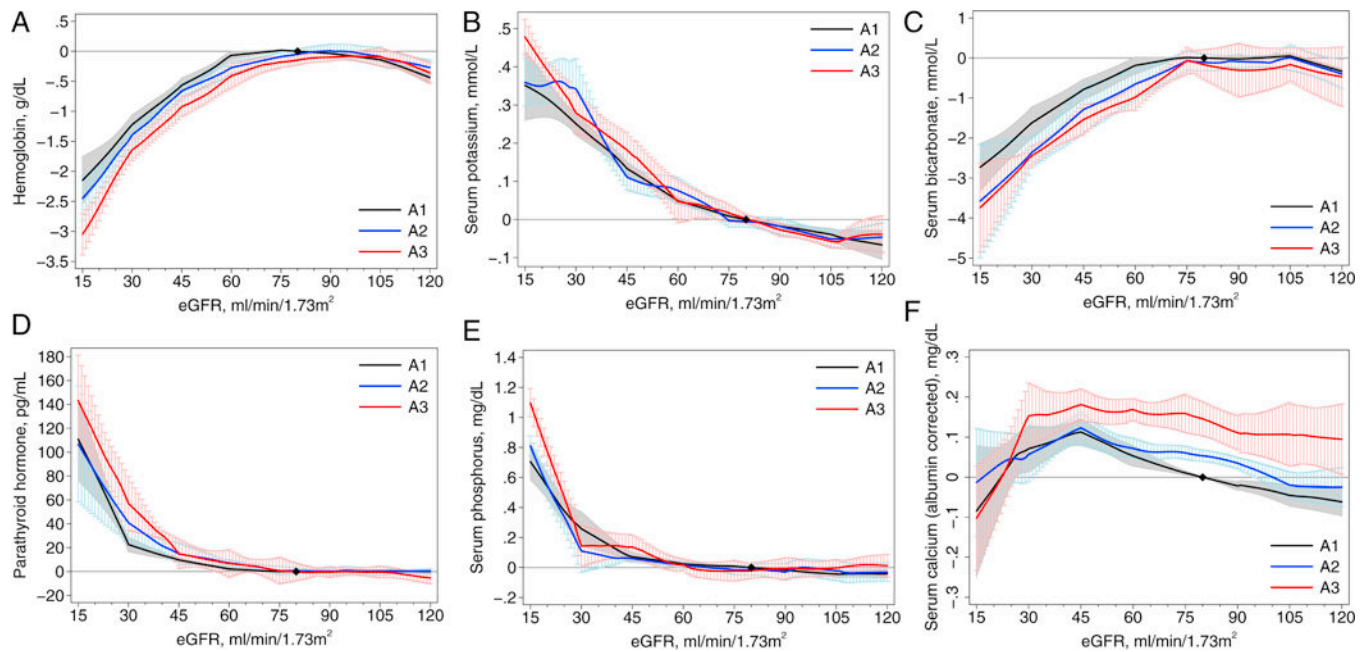 A
Hemoglobin, g/dL
.5
0
−.5
−1
−1.5
−2
−2.5
−3
−3.5
A1
A2
A3
15 30 45 60 75 90 105 120
eGFR, ml/min/1.73m²
B
Serum potassium, mmol/L
.5
.4
.3
.2
.1
0
−.1
A1
A2
A3
15 30 45 60 75 90 105 120
eGFR, ml/min/1.73m²
C
Serum bicarbonate, mmol/L
1
0
−1
−2
−3
−4
−5
A1
A2
A3
15 30 45 60 75 90 105 120
eGFR, ml/min/1.73m²
D
Parathyroid hormone, pg/mL
180
160
140
120
100
80
60
40
20
0
−20
A1
A2
A3
15 30 45 60 75 90 105 120
eGFR, ml/min/1.73m²
E
Serum phosphorus, mg/dL
1.4
1.2
1
.8
.6
.4
.2
0
−.2
A1
A2
A3
15 30 45 60 75 90 105 120
eGFR, ml/min/1.73m²
F
Serum calcium (albumin corrected), mg/dL
.3
.2
.1
0
.1
.2
−.3
A1
A2
A3
15 30 45 60 75 90 105 120
eGFR, ml/min/1.73m²